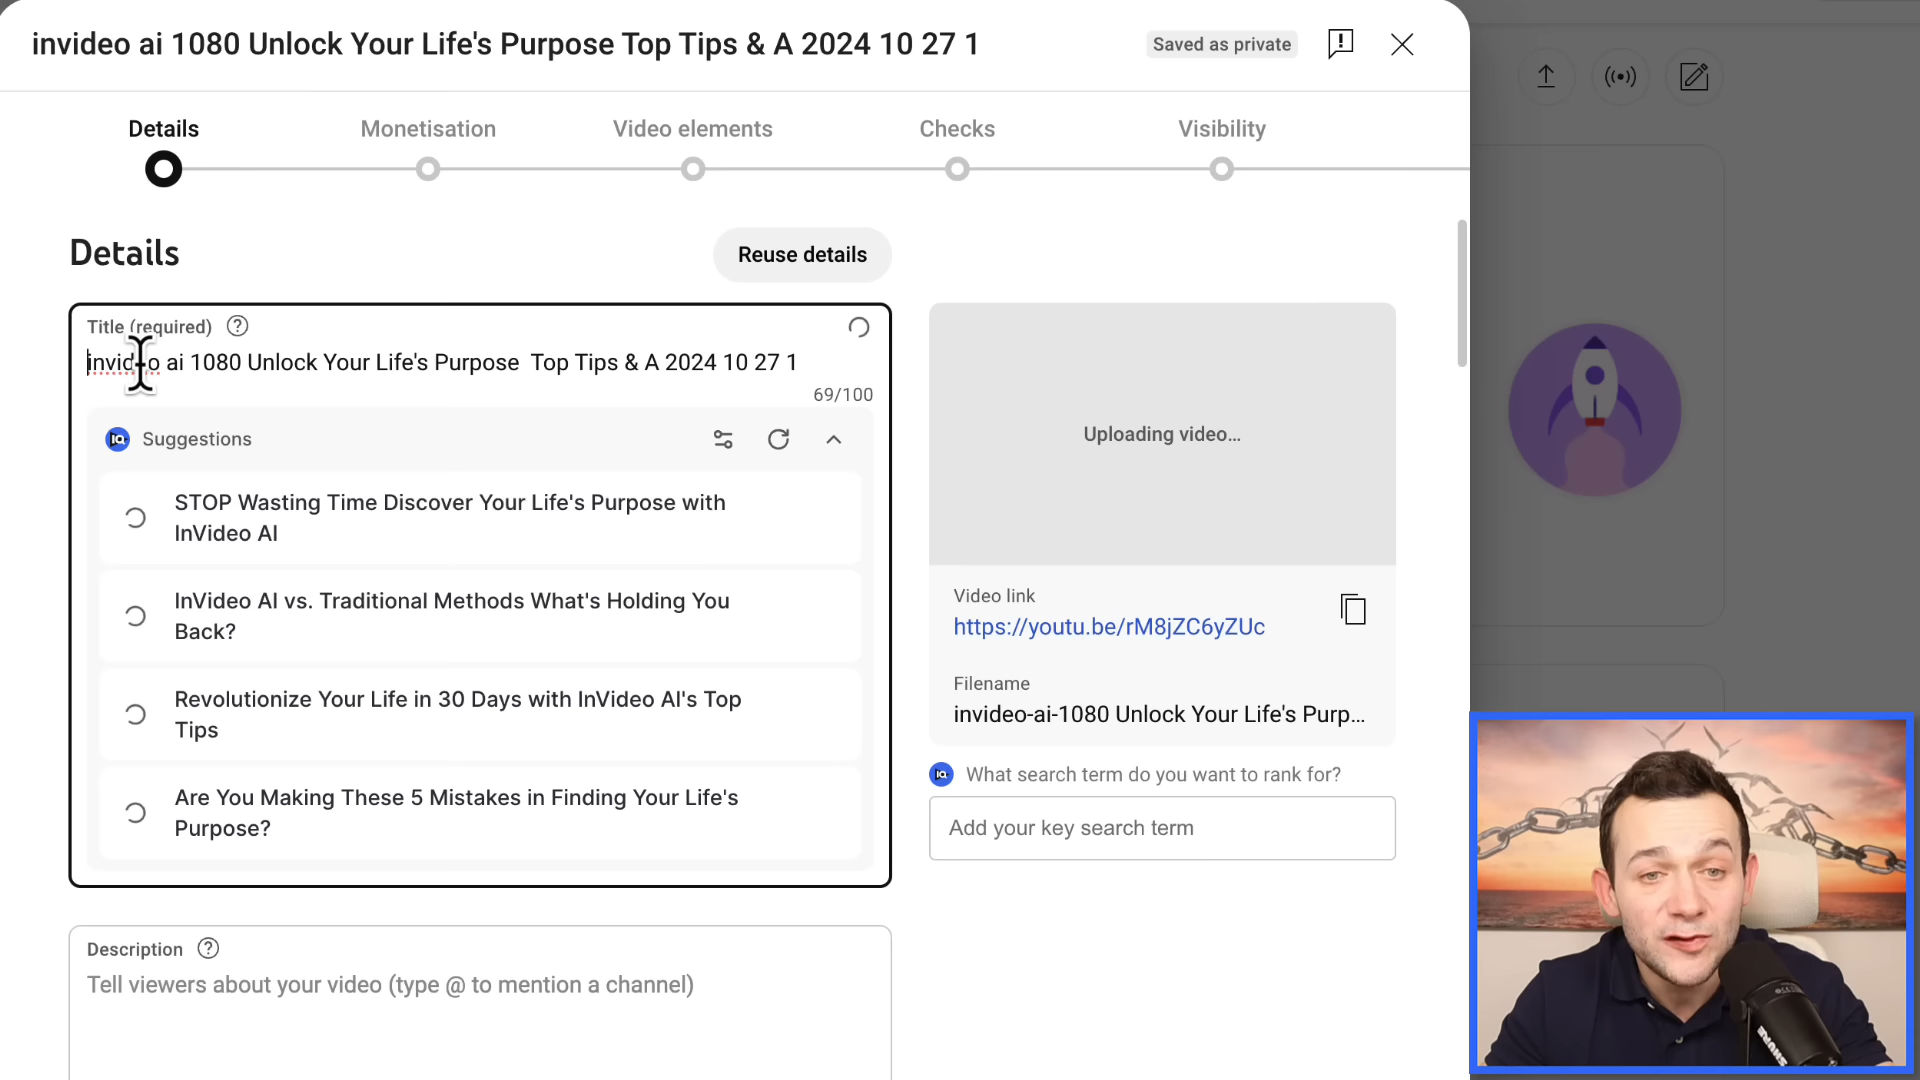 invideo ai 1080 Unlock Your Life's Purpose Top Tips & A 2024 10 27 1
Saved as private
Details
Monetisation
Video elements
Checks
Visibility
Details
Reuse details
Title (required)
invideo ai 1080 Unlock Your Life's Purpose  Top Tips & A 2024 10 27 1
69/100
Suggestions
STOP Wasting Time Discover Your Life's Purpose with
InVideo AI
InVideo AI vs. Traditional Methods What's Holding You
Back?
Revolutionize Your Life in 30 Days with InVideo AI's Top
Tips
Are You Making These 5 Mistakes in Finding Your Life's
Purpose?
Description
Tell viewers about your video (type @ to mention a channel)
Uploading video...
Video link
https://youtu.be/rM8jZC6yZUc
Filename
invideo-ai-1080 Unlock Your Life's Purp...
IQ What search term do you want to rank for?
Add your key search term
SHURE